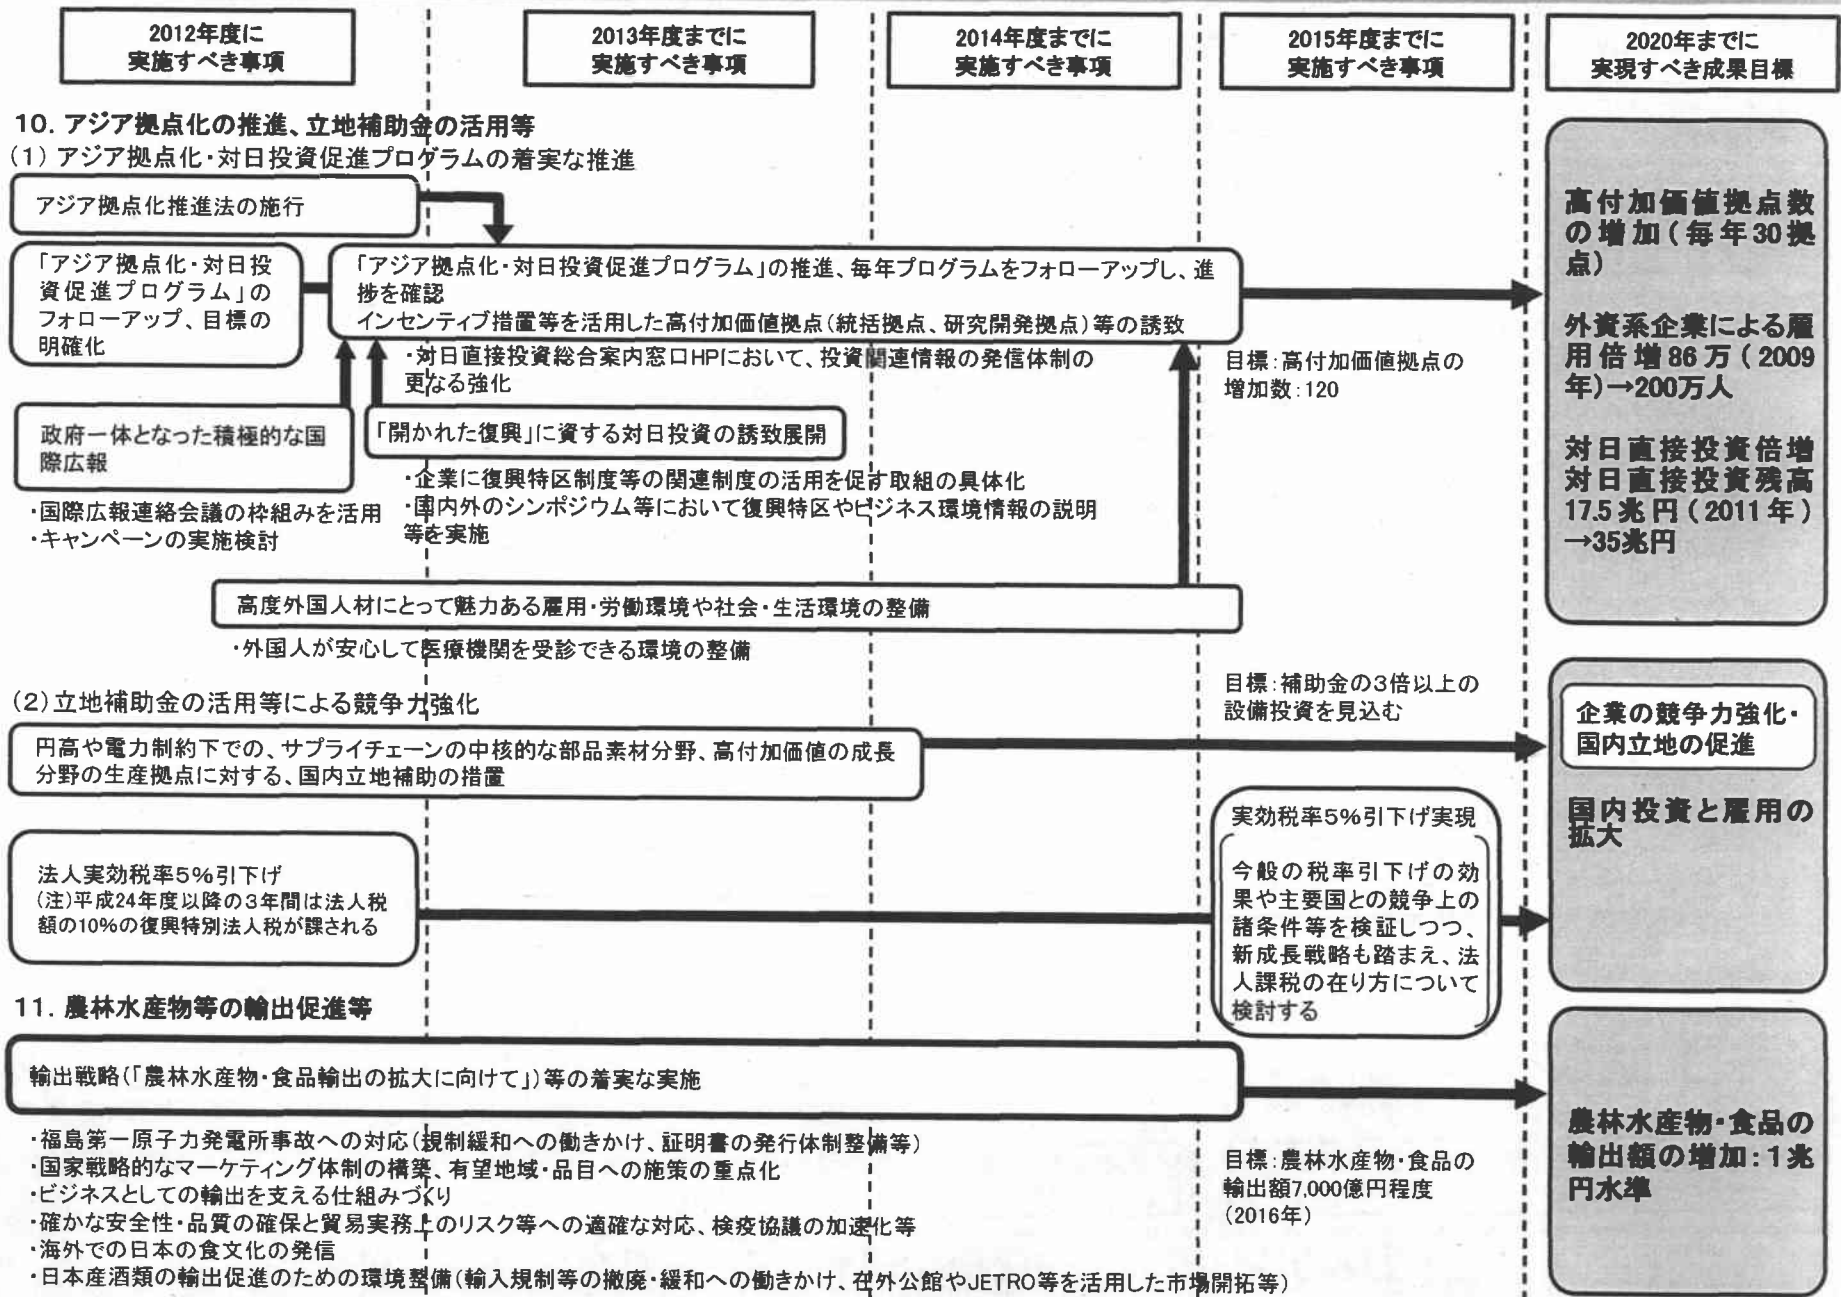 2012年度に
実施すべき事項
2013年度までに
実施すべき事項
2014年度までに
実施すべき事項
2015年度までに
実施すべき事項
2020年までに
実現すべき成果目標
10. アジア拠点化の推進、立地補助金の活用等
(1) アジア拠点化・対日投資促進プログラムの着実な推進
アジア拠点化推進法の施行
「アジア拠点化・対日投
資促進プログラム」の
フォローアップ、目標の
明確化
「アジア拠点化・対日投資促進プログラム」の推進、毎年プログラムをフォローアップし、進
捗を確認
インセンティブ措置等を活用した高付加価値拠点(統括拠点、研究開発拠点)等の誘致
・対日直接投資総合案内窓口HPにおいて、投資関連情報の発信体制の
更なる強化
目標:高付加価値拠点の
増加数:120
政府一体となった積極的な国
際広報
「開かれた復興」に資する対日投資の誘致展開
・企業に復興特区制度等の関連制度の活用を促す取組の具体化
・国内外のシンポジウム等において復興特区やビジネス環境情報の説明
等を実施
・国際広報連絡会議の枠組みを活用
・キャンペーンの実施検討
高度外国人材にとって魅力ある雇用・労働環境や社会・生活環境の整備
・外国人が安心して医療機関を受診できる環境の整備
高付加価値拠点数
の増加(毎年30拠
点)
外資系企業による雇
用倍増86万(2009
年)→200万人
対日直接投資倍増
対日直接投資残高
17.5兆円(2011年)
→35兆円
(2)立地補助金の活用等による競争力強化
円高や電力制約下での、サプライチェーンの中核的な部品素材分野、高付加価値の成長
分野の生産拠点に対する、国内立地補助の措置
目標:補助金の3倍以上の
設備投資を見込む
法人実効税率5%引下げ
(注)平成24年度以降の3年間は法人税
額の10%の復興特別法人税が課される
実効税率5%引下げ実現
今般の税率引下げの効
果や主要国との競争上の
諸条件等を検証しつつ、
新成長戦略も踏まえ、法
人課税の在り方について
検討する
企業の競争力強化・
国内立地の促進
国内投資と雇用の
拡大
11. 農林水産物等の輸出促進等
輸出戦略(「農林水産物・食品輸出の拡大に向けて」)等の着実な実施
・福島第一原子力発電所事故への対応(規制緩和への働きかけ、証明書の発行体制整備等)
・国家戦略的なマーケティング体制の構築、有望地域・品目への施策の重点化
・ビジネスとしての輸出を支える仕組みづくり
・確かな安全性・品質の確保と貿易実務上のリスク等への適確な対応、検疫協議の加速化等
・海外での日本の食文化の発信
・日本産酒類の輸出促進のための環境整備(輸入規制等の撤廃・緩和への働きかけ、在外公館やJETRO等を活用した市場開拓等)
目標:農林水産物・食品の
輸出額7,000億円程度
(2016年)
農林水産物・食品の
輸出額の増加:1兆
円水準